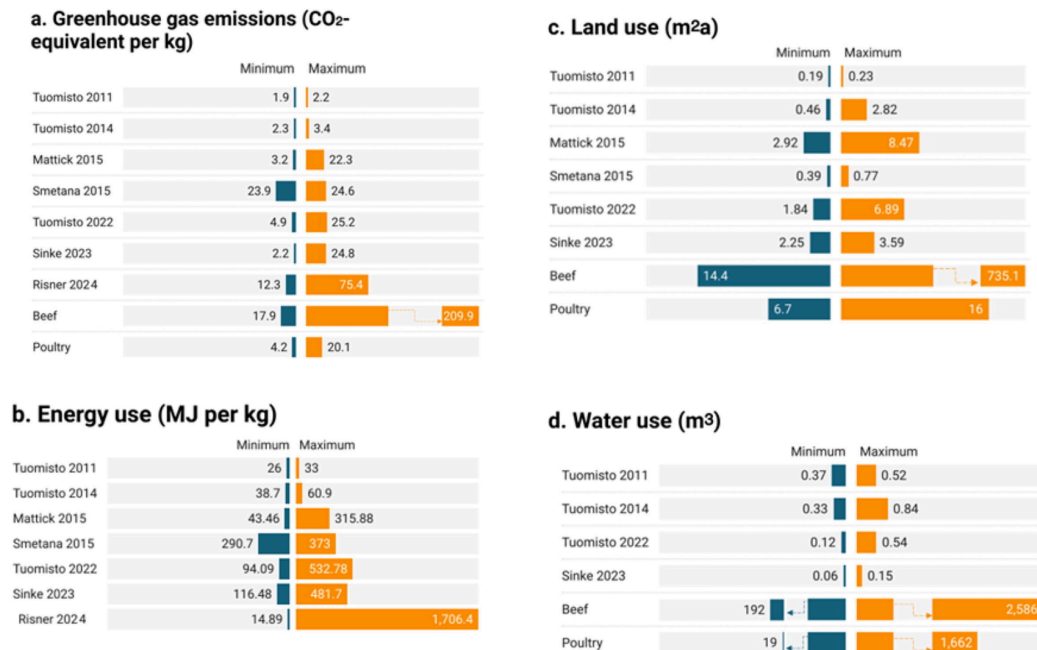 a. Greenhouse gas emissions (CO₂-
equivalent per kg)
Minimum Maximum
Tuomisto 2011 1.9 2.2
Tuomisto 2014 2.3 3.4
Mattick 2015 3.2 22.3
Smetana 2015 23.9 24.6
Tuomisto 2022 4.9 25.2
Sinke 2023 2.2 24.8
Risner 2024 12.3 75.4
Beef 17.9 209.9
Poultry 4.2 20.1
b. Energy use (MJ per kg)
Minimum Maximum
Tuomisto 2011 26 33
Tuomisto 2014 38.7 60.9
Mattick 2015 43.46 315.88
Smetana 2015 290.7 373
Tuomisto 2022 94.09 532.78
Sinke 2023 116.48 481.7
Risner 2024 14.89 1,706.4
c. Land use (m2a)
Minimum Maximum
Tuomisto 2011 0.19 0.23
Tuomisto 2014 0.46 2.82
Mattick 2015 2.92 8.47
Smetana 2015 0.39 0.77
Tuomisto 2022 1.84 6.89
Sinke 2023 2.25 3.59
Beef 14.4 735.1
Poultry 6.7 16
d. Water use (m3)
Minimum Maximum
Tuomisto 2011 0.37 0.52
Tuomisto 2014 0.33 0.84
Tuomisto 2022 0.12 0.54
Sinke 2023 0.06 0.15
Beef 192 2,586
Poultry 19 1,662